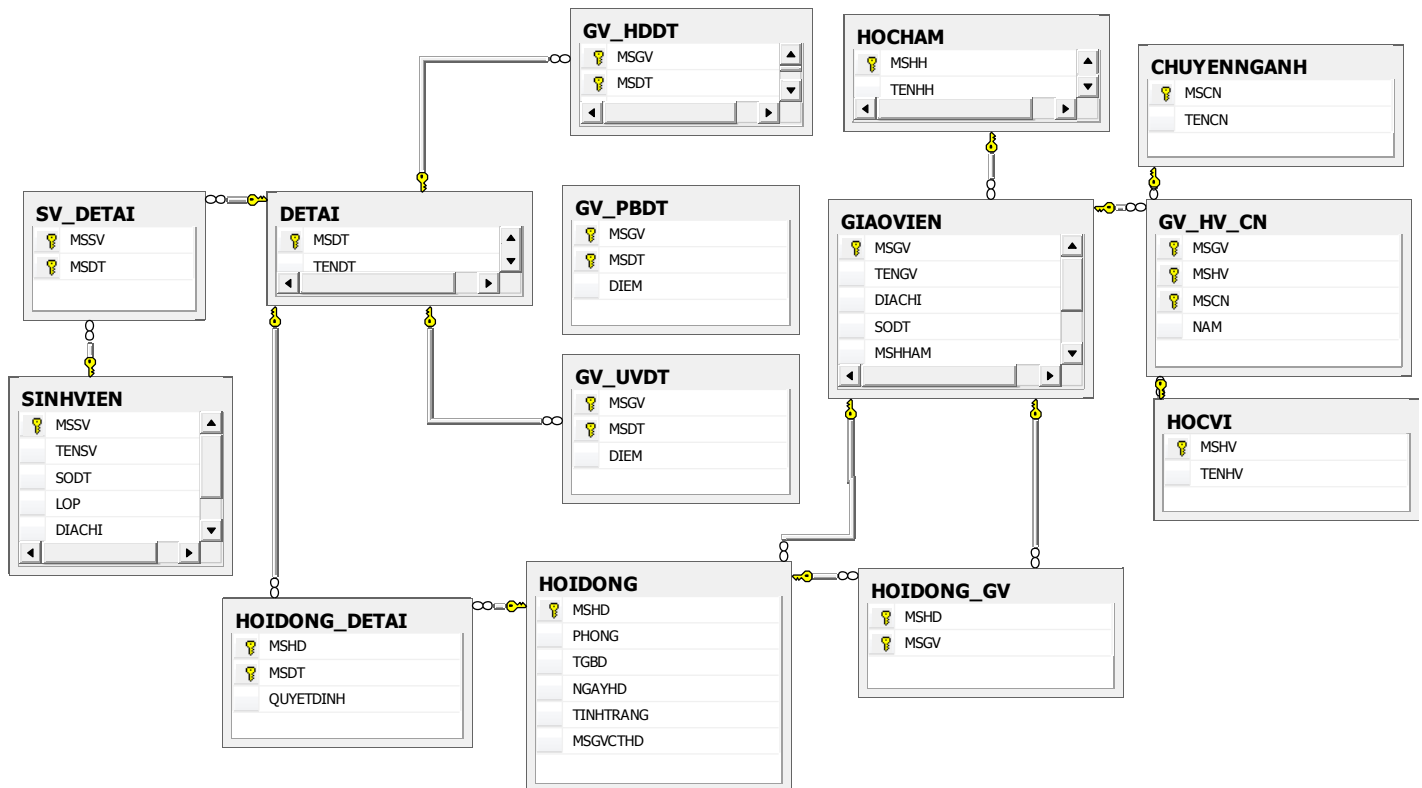 GV_HDDT
MSGV
MSDT
HOCHAM
MSHH
TENHH
CHUYENNGANH
MSCN
TENCN
SV_DETAI
MSSV
MSDT
DETAI
MSDT
TENDT
GV_PBDT
MSGV
MSDT
DIEM
GIAOVIEN
MSGV
TENGV
DIACHI
SODT
MSHHAM
GV_HV_CN
MSGV
MSHV
MSCN
NAM
SINHVIEN
MSSV
TENSV
SODT
LOP
DIACHI
GV_UVDT
MSGV
MSDT
DIEM
HOCVI
MSHV
TENHV
HOIDONG_DETAI
MSHD
MSDT
QUYETDINH
HOIDONG
MSHD
PHONG
TGBD
NGAYHD
TINHTRANG
MSGVCTHD
HOIDONG_GV
MSHD
MSGV